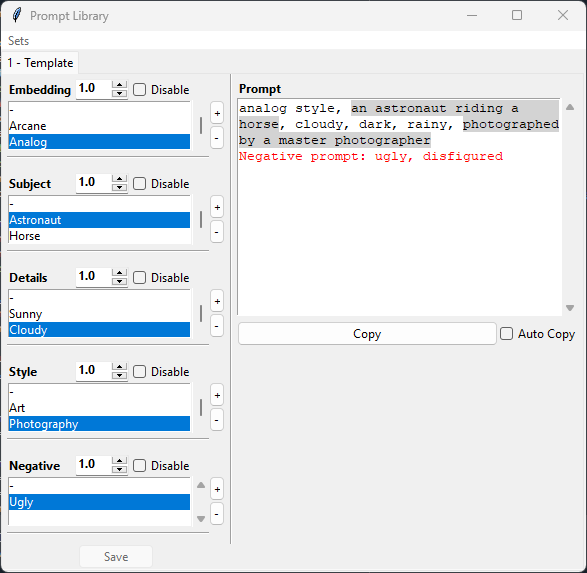 Prompt Library
Sets
1 - Template
Embedding 1.0 Disable
-
Arcane
Analog
+
-
Subject 1.0 Disable
-
Astronaut
Horse
+
-
Details 1.0 Disable
-
Sunny
Cloudy
+
-
Style 1.0 Disable
-
Art
Photography
+
-
Negative 1.0 Disable
-
Ugly
+
-
Save
Prompt
analog style, an astronaut riding a
horse, cloudy, dark, rainy, photographed
by a master photographer
Negative prompt: ugly, disfigured
Copy
Auto Copy